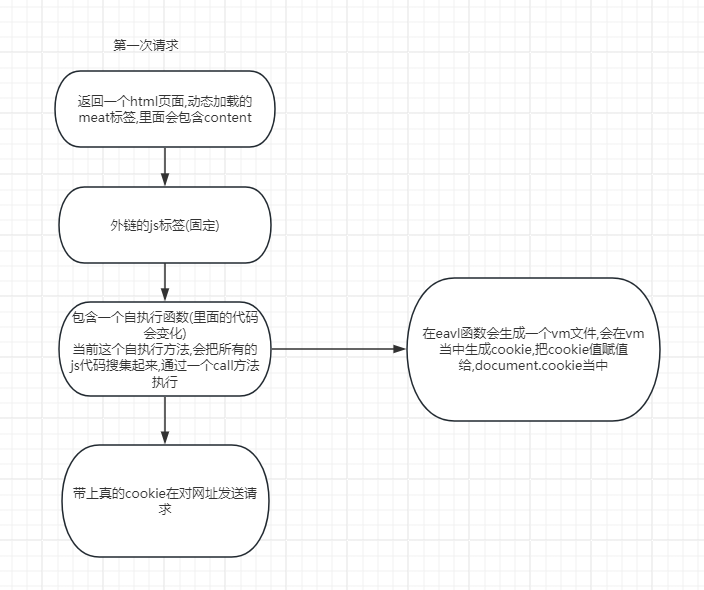 第一次请求
返回一个html页面,动态加载的
meat标签,里面会包含content
外链的js标签(固定)
包含一个自执行函数(里面的代码
会变化)
当前这个自执行方法,会把所有的
js代码搜集起来,通过一个call方法
执行
在eavl函数会生成一个vm文件,会在vm
当中生成cookie,把cookie值赋值
给,document.cookie当中
带上真的cookie在对网址发送请
求